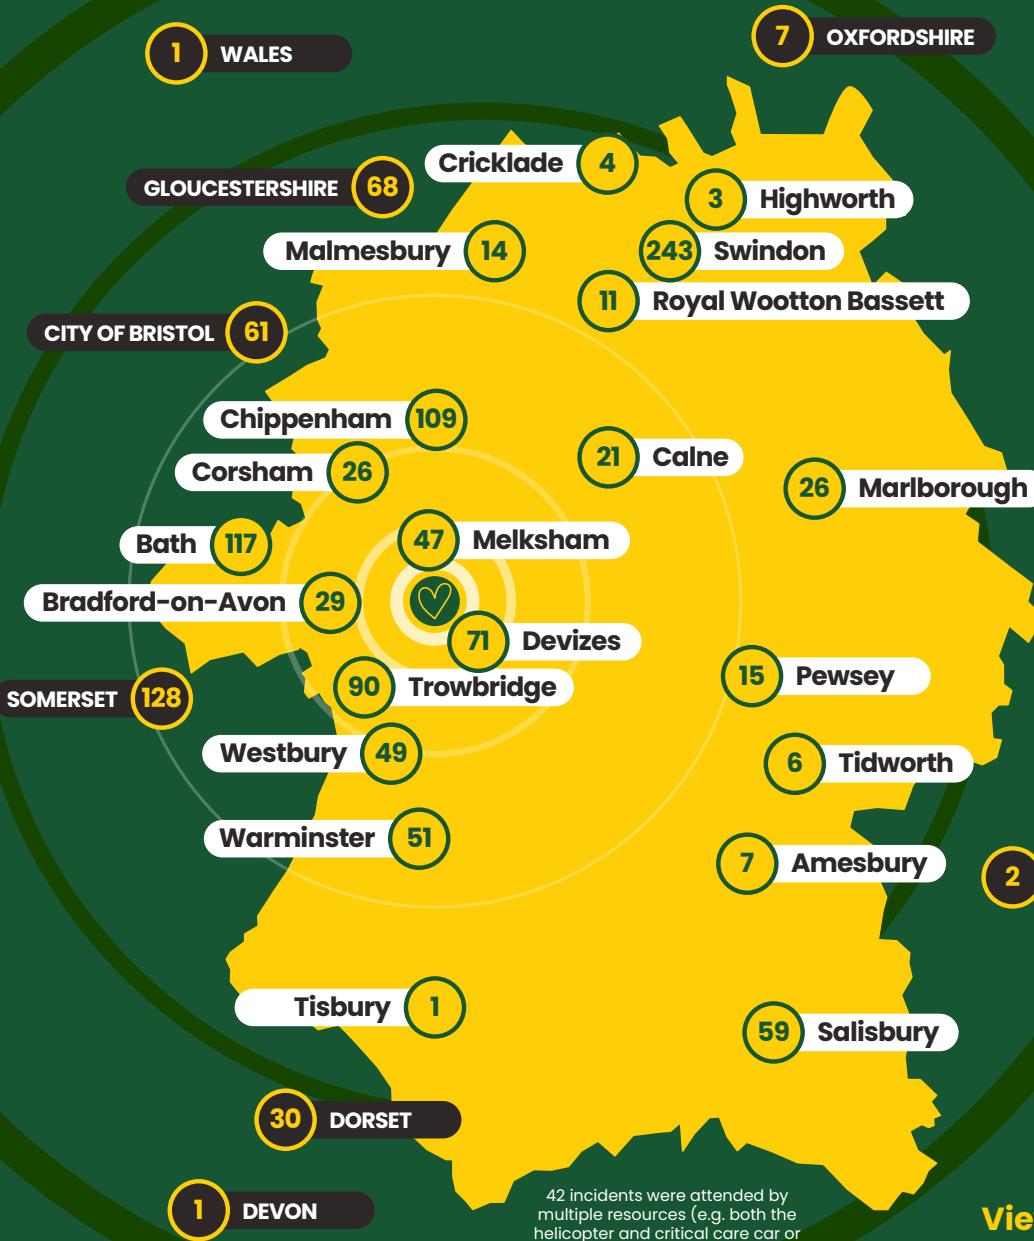 1 WALES
7 OXFORDSHIRE
Cricklade 4
GLOUCESTERSHIRE 68
3 Highworth
Malmesbury 14
243 Swindon
11 Royal Wootton Bassett
CITY OF BRISTOL 61
Chippenham 109
21 Calne
Corsham 26
26 Marlborough
Bath 117
47 Melksham
Bradford-on-Avon 29
71 Devizes
15 Pewsey
SOMERSET 128
90 Trowbridge
Westbury 49
6 Tidworth
Warminster 51
7 Amesbury
2
Tisbury 1
59 Salisbury
30 DORSET
1 DEVON
42 incidents were attended by
multiple resources (e.g. both the
helicopter and critical care car or
Vie